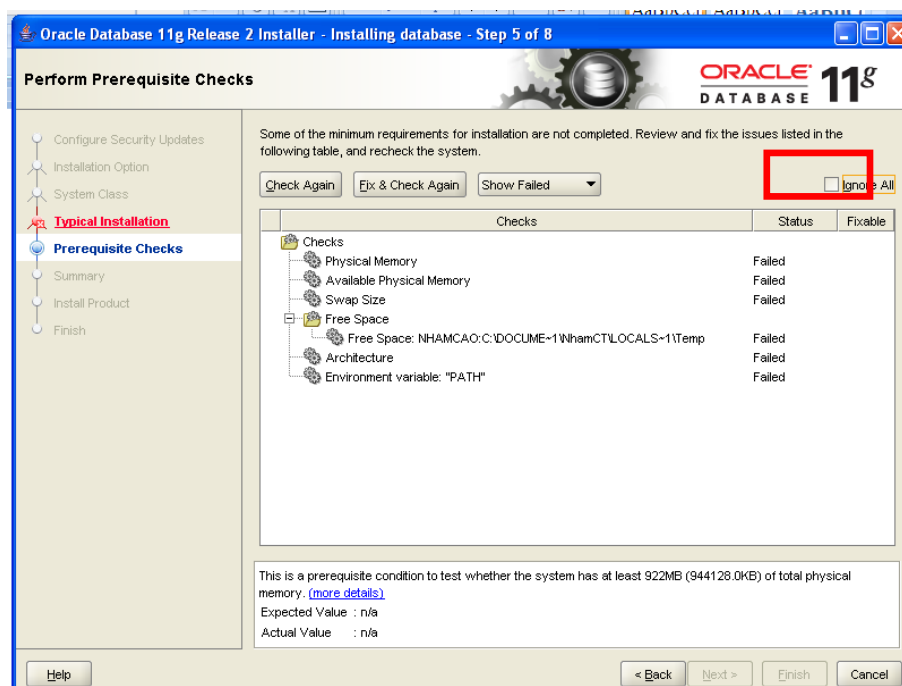 AaBbCcI AaBbCcI AaBbCI
Oracle Database 11g Release 2 Installer - Installing database - Step 5 of 8
Perform Prerequisite Checks
ORACLE
DATABASE
11g
Configure Security Updates
Installation Option
System Class
Typical Installation
Prerequisite Checks
Summary
Install Product
Finish
Some of the minimum requirements for installation are not completed. Review and fix the issues listed in the
following table, and recheck the system.
Check Again Fix & Check Again Show Failed Ignore All
Checks Status Fixable
Checks
Physical Memory Failed
Available Physical Memory Failed
Swap Size Failed
Free Space
Free Space: NHAMCAO:C:\DOCUME~1\NhamCT\LOCALS~1\Temp Failed
Architecture Failed
Environment variable: "PATH" Failed
This is a prerequisite condition to test whether the system has at least 922MB (944128.0KB) of total physical
memory. (more details)
Expected Value : n/a
Actual Value : n/a
Help < Back Next > Finish Cancel